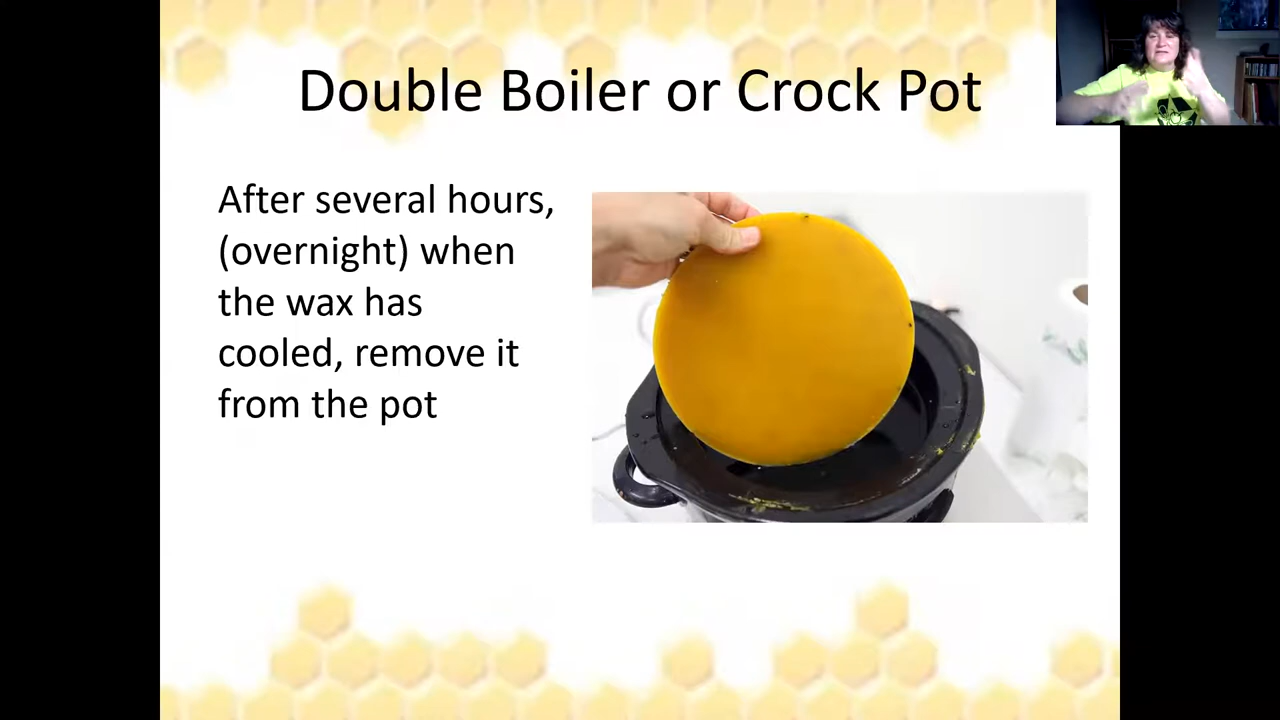 Double Boiler or Crock Pot
After several hours,
(overnight) when
the wax has
cooled, remove it
from the pot